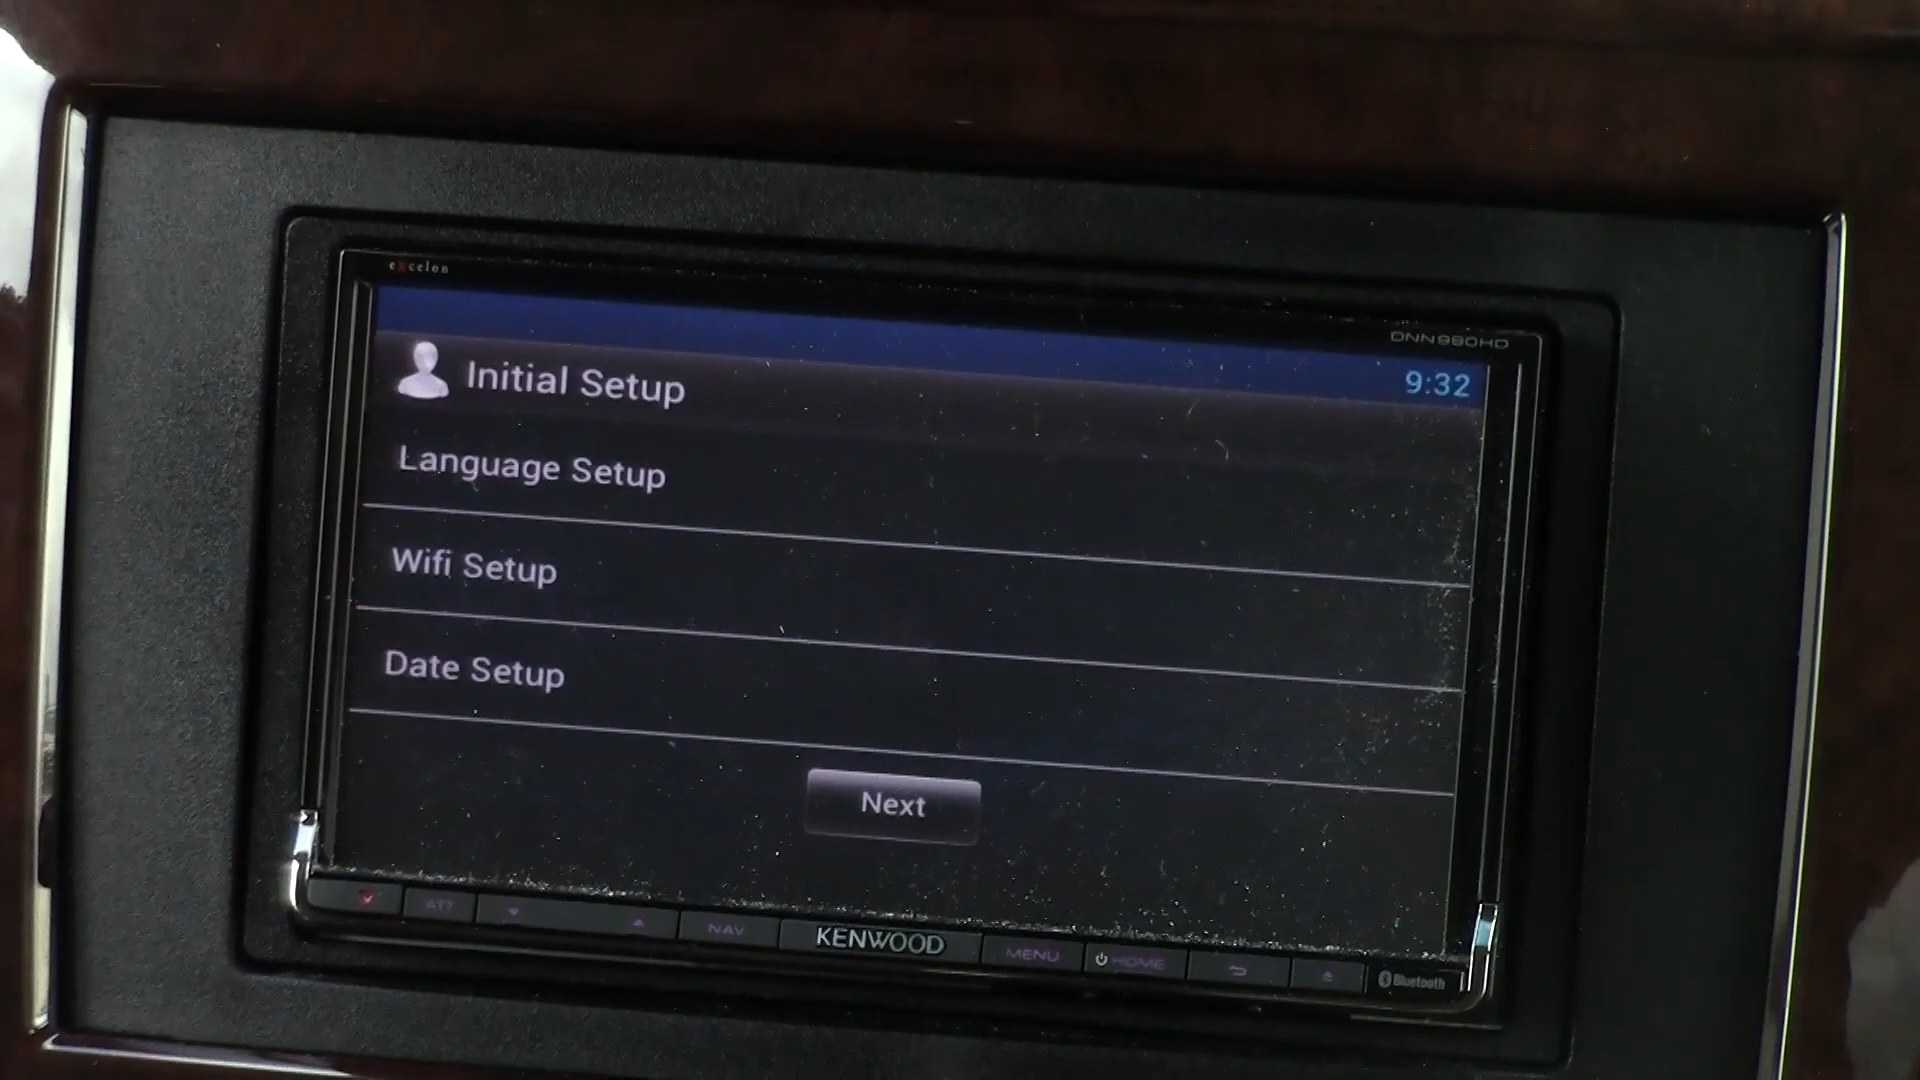 eXcelon
DNN990HD
Initial Setup
9:32
Language Setup
Wifi Setup
Date Setup
Next
ATT
NAV
KENWOOD
MENU
HOME
Bluetooth